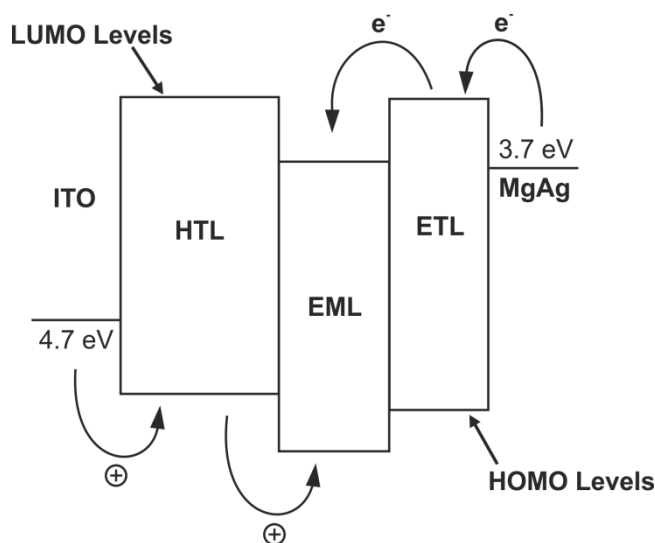 LUMO Levels
e-
e-
3.7 eV
MgAg
ITO
HTL
ETL
EML
4.7 eV
+
+
HOMO Levels